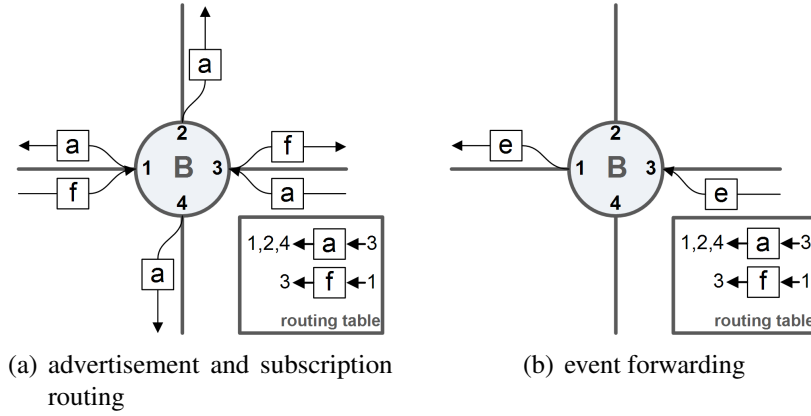 a
2
a
f
1 B 3
f
a
4
a
1,2,4 a 3
3 f 1
routing table
(a) advertisement and subscription
routing
2
e
1 B 3
e
4
1,2,4 a 3
3 f 1
routing table
(b) event forwarding